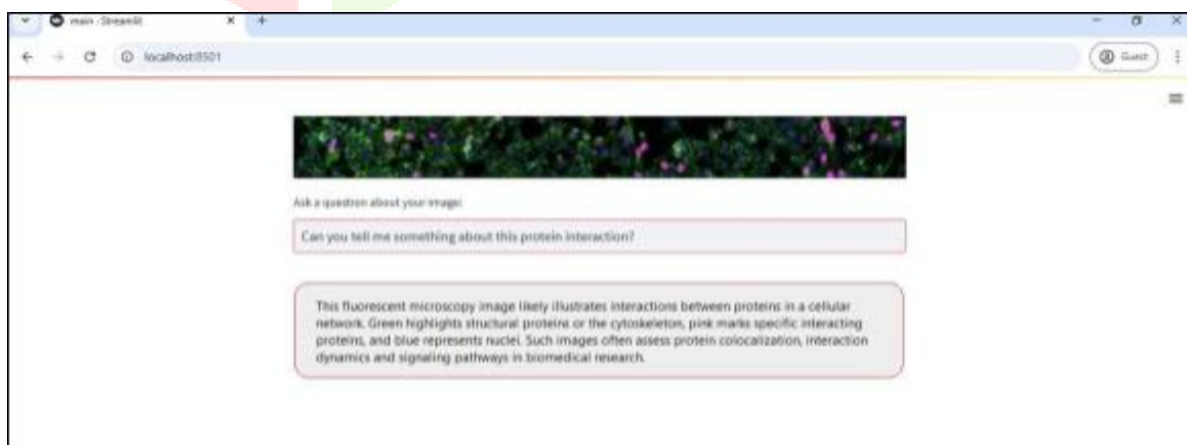 main · Streamlit
localhost:8501
Guest
Ask a question about your image:
Can you tell me something about this protein interaction?
This fluorescent microscopy image likely illustrates interactions between proteins in a cellular
network. Green highlights structural proteins or the cytoskeleton, pink marks specific interacting
proteins, and blue represents nuclei. Such images often assess protein colocalization, interaction
dynamics and signaling pathways in biomedical research.